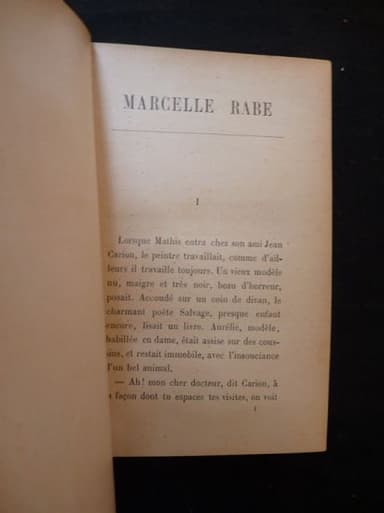 MARCELLE RABE
I
Lorsque Mathis entra chez son ami Jean
Carion, le peintre travaillait, comme d'ail-
leurs il travaille toujours. Un vieux modèle
nu, maigre et très noir, beau d'horreur,
posait. Accoudé sur un coin de divan, le
charmant poète Salvage, presque enfant
encore, lisait un livre. Aurélie, modèle,
habillée en dame, était assise sur des cous-
sins, et restait immobile, avec l'insouciance
d'un bel animal.
— Ah! mon cher docteur, dit Carion, à
la façon dont tu espaces tes visites, on voit
1